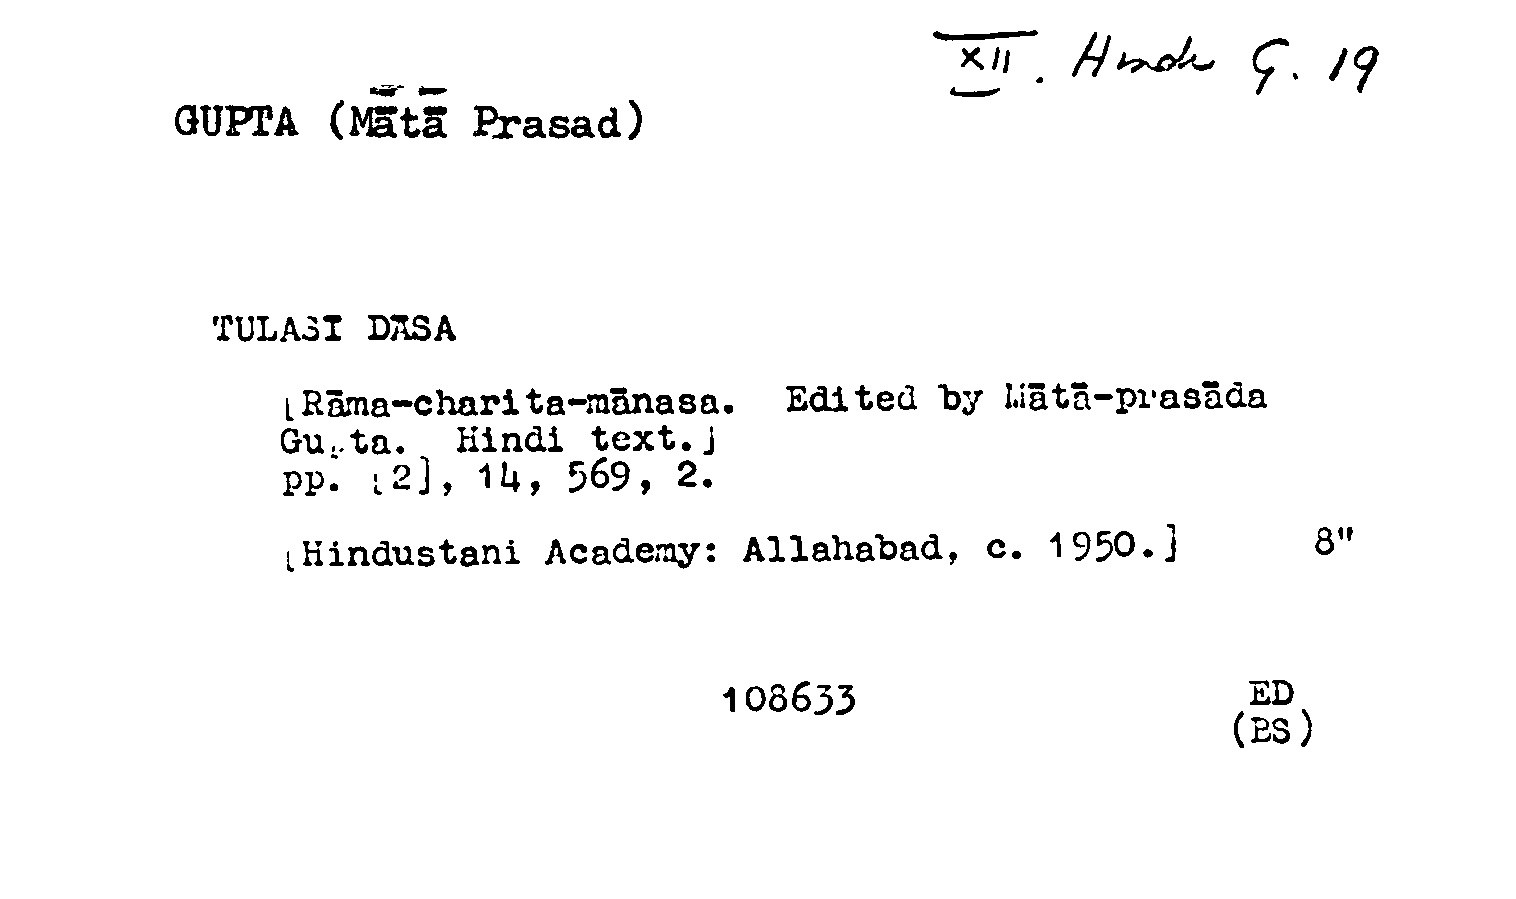 XII. Hindi G. 19
GUPTA (Mātā Prasad)
TULASI DĀSA
[Rāma-charita-mānasa. Edited by Mātā-prasāda
Gupta. Hindi text.]
pp. [2], 14, 569, 2.
[Hindustani Academy: Allahabad, c. 1950.] 8"
108633 ED
(BS)